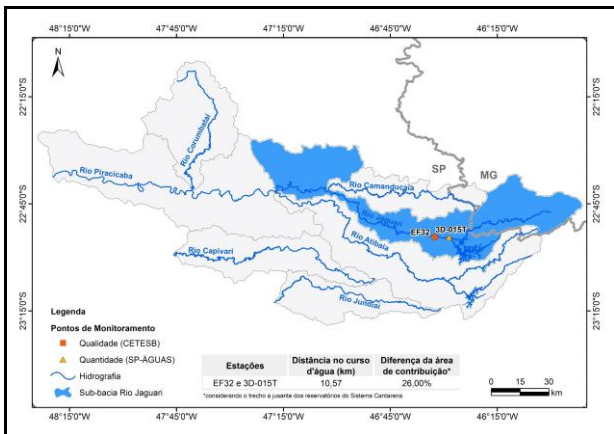 48°15'0"O 47°45'0"O 47°15'0"O 46°45'0"O 46°15'0"O
N
22°15'0"S 22°15'0"S
Rio Corumbataí
SP MG
Rio Piracicaba
Rio Camanducaia
22°45'0"S 22°45'0"S
Rio Jaguari
EF32 3D-015T
Rio Atibaia
Rio Capivari
Rio Jundiaí
23°15'0"S 23°15'0"S
Legenda
Pontos de Monitoramento
Qualidade (CETESB)
Quantidade (SP-ÁGUAS)
Hidrografia
Sub-bacia Rio Jaguari
Estações Distância no curso d'água (km) Diferença da área de contribuição*
EF32 e 3D-015T 10,57 26,00%
*considerando o trecho a jusante dos reservatórios do Sistema Cantareira
0 15 30
km
48°15'0"O 47°45'0"O 47°15'0"O 46°45'0"O 46°15'0"O